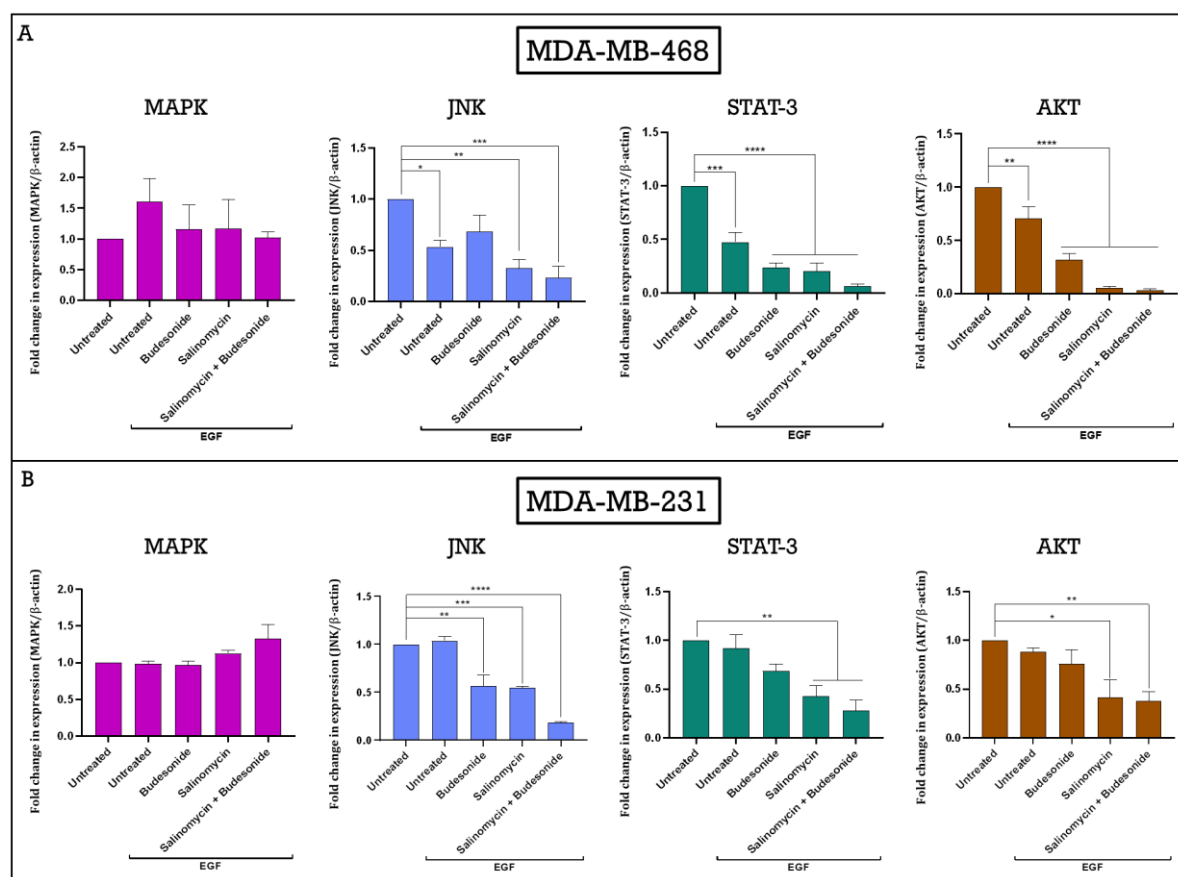 A
MDA-MB-468
MAPK
JNK
STAT-3
AKT
Fold change in expression (MAPK/β-actin)
2.5
2.0
1.5
1.0
0.5
0.0
Untreated
Untreated
Budesonide
Salinomycin
Salinomycin + Budesonide
EGF
Fold change in expression (JNK/β-actin)
1.5
1.0
0.5
0.0
***
**
*
Untreated
Untreated
Budesonide
Salinomycin
Salinomycin + Budesonide
EGF
Fold change in expression (STAT-3/β-actin)
1.5
1.0
0.5
0.0
****
***
Untreated
Untreated
Budesonide
Salinomycin
Salinomycin + Budesonide
EGF
Fold change in expression (AKT/β-actin)
1.5
1.0
0.5
0.0
****
**
Untreated
Untreated
Budesonide
Salinomycin
Salinomycin + Budesonide
EGF
B
MDA-MB-231
MAPK
JNK
STAT-3
AKT
Fold change in expression (MAPK/β-actin)
2.0
1.5
1.0
0.5
0.0
Untreated
Untreated
Budesonide
Salinomycin
Salinomycin + Budesonide
EGF
Fold change in expression (JNK/β-actin)
1.5
1.0
0.5
0.0
****
***
**
Untreated
Untreated
Budesonide
Salinomycin
Salinomycin + Budesonide
EGF
Fold change in expression (STAT-3/β-actin)
1.5
1.0
0.5
0.0
**
Untreated
Untreated
Budesonide
Salinomycin
Salinomycin + Budesonide
EGF
Fold change in expression (AKT/β-actin)
1.5
1.0
0.5
0.0
**
*
Untreated
Untreated
Budesonide
Salinomycin
Salinomycin + Budesonide
EGF